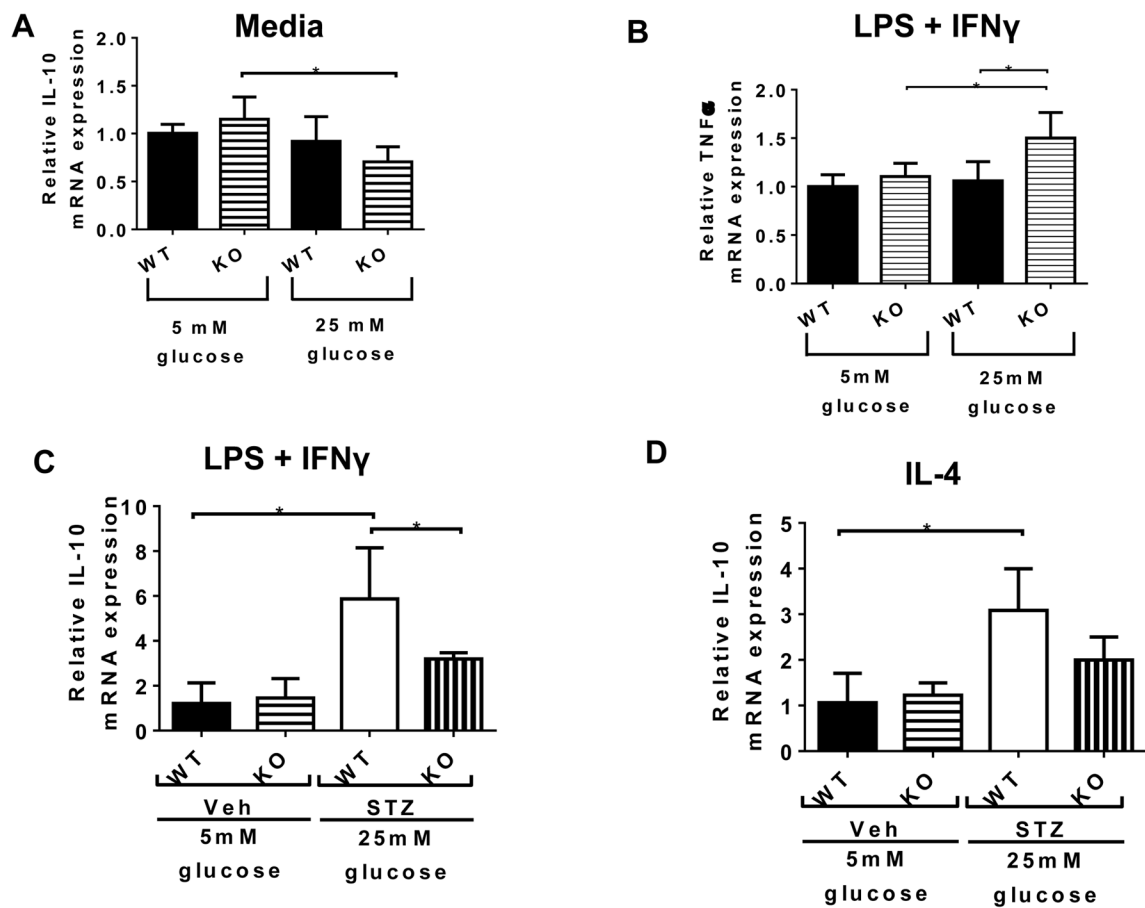 A
Media
Relative IL-10
mRNA expression
2.0
1.5
1.0
0.5
0.0
*
WT
KO
WT
KO
5 mM
glucose
25 mM
glucose
B
LPS + IFNγ
Relative TNFα
mRNA expression
2.0
1.5
1.0
0.5
0.0
*
*
WT
KO
WT
KO
5mM
glucose
25mM
glucose
C
LPS + IFNγ
Relative IL-10
mRNA expression
10
8
6
4
2
0
*
*
WT
KO
WT
KO
Veh
STZ
5mM
glucose
25mM
glucose
D
IL-4
Relative IL-10
mRNA expression
5
4
3
2
1
0
*
WT
KO
WT
KO
Veh
STZ
5mM
glucose
25mM
glucose